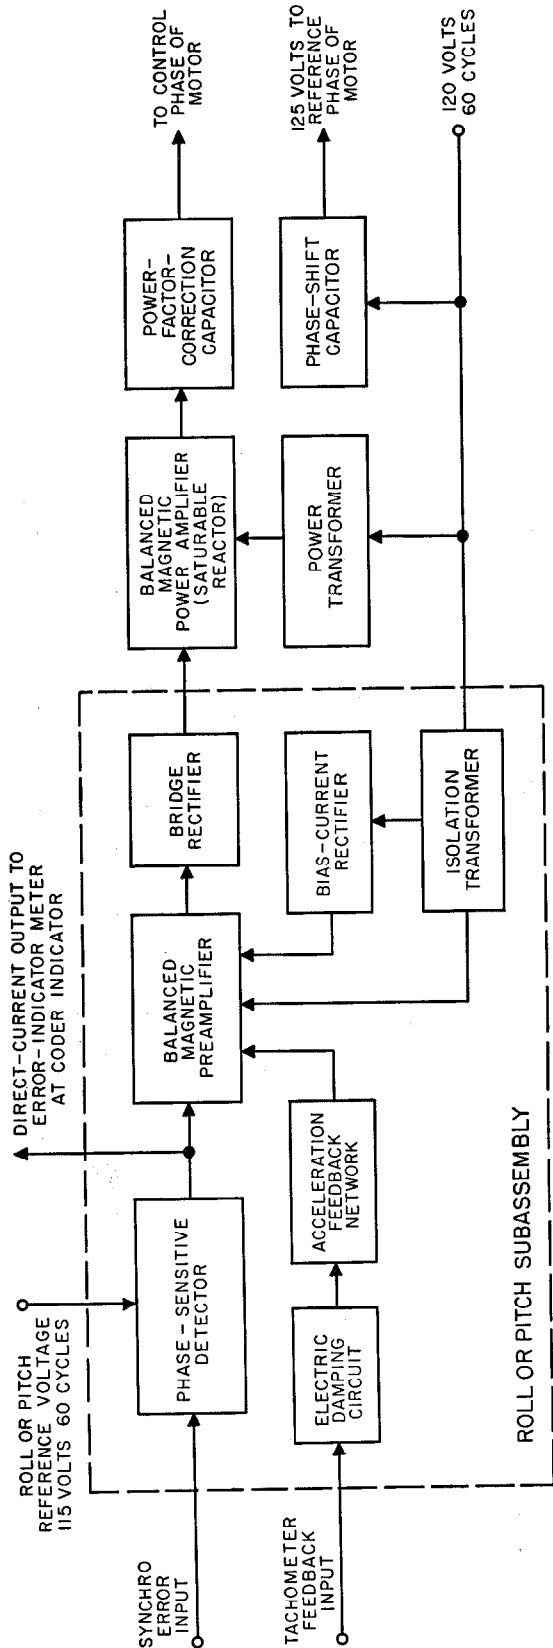 SYNCHRO
ERROR
INPUT
TACHOMETER
FEEDBACK
INPUT
ROLL OR PITCH
REFERENCE VOLTAGE
115 VOLTS 60 CYCLES
DIRECT-CURRENT OUTPUT TO
ERROR-INDICATOR METER
AT CODER INDICATOR
PHASE-SENSITIVE
DETECTOR
ELECTRIC
DAMPING
CIRCUIT
ACCELERATION
FEEDBACK
NETWORK
BALANCED
MAGNETIC
PREAMPLIFIER
BRIDGE
RECTIFIER
BIAS-CURRENT
RECTIFIER
ISOLATION
TRANSFORMER
ROLL OR PITCH SUBASSEMBLY
BALANCED
MAGNETIC
POWER AMPLIFIER
(SATURABLE
REACTOR)
POWER
TRANSFORMER
POWER-
FACTOR-
CORRECTION
CAPACITOR
PHASE-SHIFT
CAPACITOR
TO CONTROL
PHASE OF
MOTOR
125 VOLTS TO
REFERENCE
PHASE OF
MOTOR
120 VOLTS
60 CYCLES